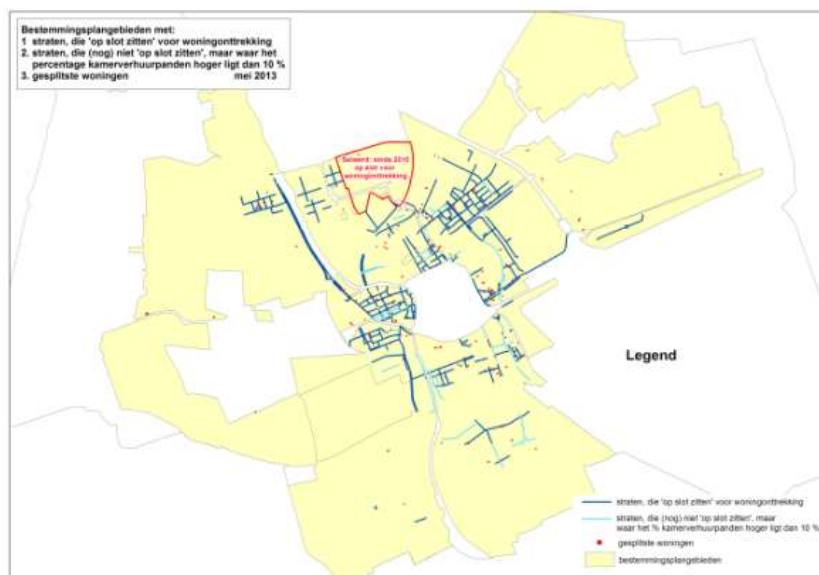 Bestemmingsplangebieden met:
1 straten, die 'op slot zitten' voor woningonttrekking
2. straten, die (nog) niet 'op slot zitten', maar waar het
percentage kamerverhuurpanden hoger ligt dan 10 %
3. gesplitste woningen mei 2013
Selwerd: sinds 2010
op slot voor
woningonttrekking
Legend
straten, die 'op slot zitten' voor woningonttrekking
straten, die (nog) niet 'op slot zitten', maar
waar het % kamerverhuurpanden hoger ligt dan 10 %
gesplitste woningen
bestemmingsplangebieden